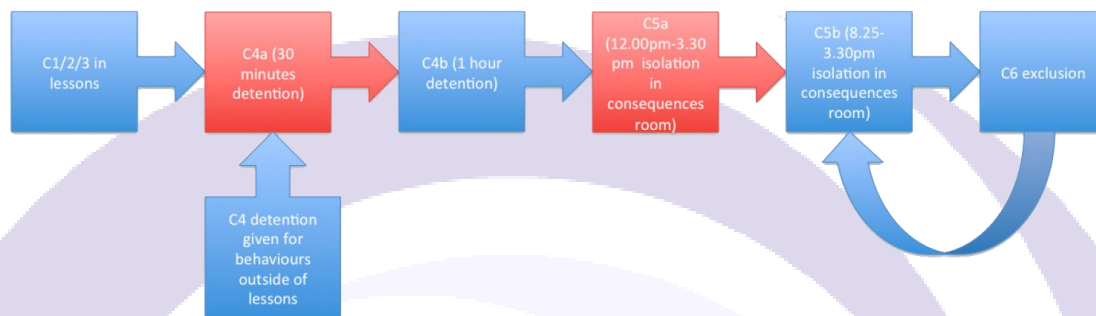 C1/2/3 in
lessons
C4a (30
minutes
detention)
C4b (1 hour
detention)
C5a
(12.00pm-3.30
pm  isolation
in
consequences
room)
C5b (8.25-
3.30pm
isolation in
consequences
room)
C6 exclusion
C4 detention
given for
behaviours
outside of
lessons